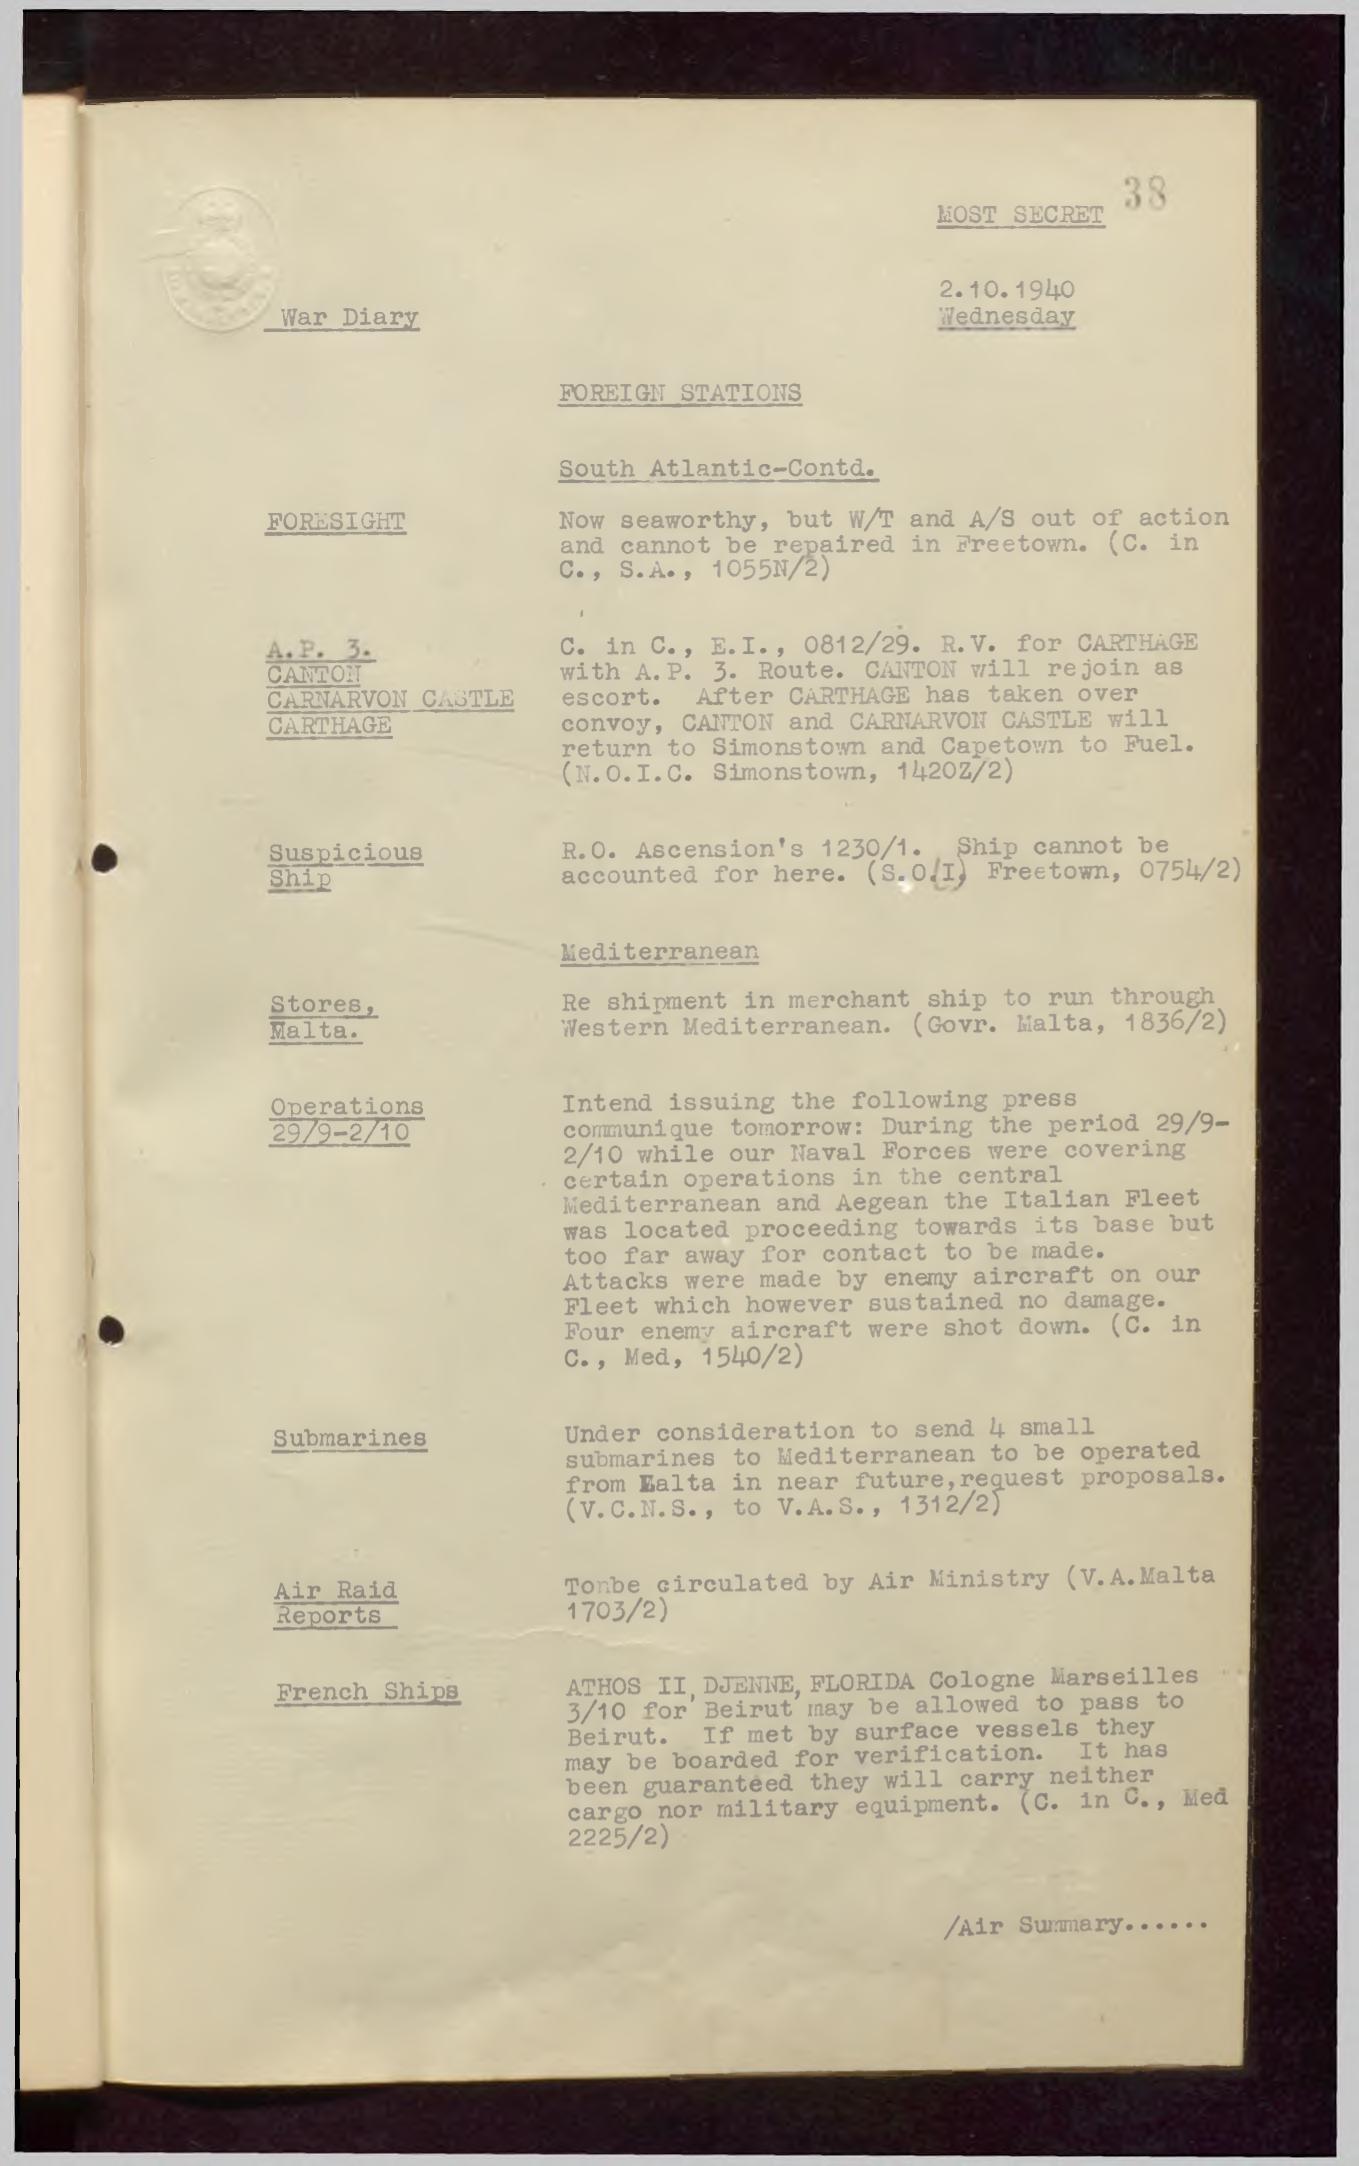 38
MOST SECRET
2.10.1940
War Diary
Wednesday
FOREIGN STATIONS
South Atlantic-Contd.
FORESIGHT
Now seaworthy, but W/T and A/S out of action
and cannot be repaired in Freetown. (C. in
C., S.A., 1055N/2)
A.P. 3.
CANTON
CARNARVON CASTLE
CARTHAGE
C. in C., E.I., 0812/29. R.V. for CARTHAGE
with A.P. 3. Route. CANTON will rejoin as
escort. After CARTHAGE has taken over
convoy, CANTON and CARNARVON CASTLE will
return to Simonstown and Capetown to Fuel.
(N.O.I.C. Simonstown, 1420Z/2)
Suspicious
Ship
R.O. Ascension's 1230/1. Ship cannot be
accounted for here. (S.O.(I) Freetown, 0754/2)
Mediterranean
Stores,
Malta.
Re shipment in merchant ship to run through
Western Mediterranean. (Govr. Malta, 1836/2)
Operations
29/9-2/10
Intend issuing the following press
communique tomorrow: During the period 29/9-
2/10 while our Naval Forces were covering
certain operations in the central
Mediterranean and Aegean the Italian Fleet
was located proceeding towards its base but
too far away for contact to be made.
Attacks were made by enemy aircraft on our
Fleet which however sustained no damage.
Four enemy aircraft were shot down. (C. in
C., Med, 1540/2)
Submarines
Under consideration to send 4 small
submarines to Mediterranean to be operated
from Malta in near future, request proposals.
(V.C.N.S., to V.A.S., 1312/2)
Air Raid
Reports
To be circulated by Air Ministry (V.A.Malta
1703/2)
French Ships
ATHOS II, DJENNE, FLORIDA Cologne Marseilles
3/10 for Beirut may be allowed to pass to
Beirut. If met by surface vessels they
may be boarded for verification. It has
been guaranteed they will carry neither
cargo nor military equipment. (C. in C., Med
2225/2)
/Air Summary......